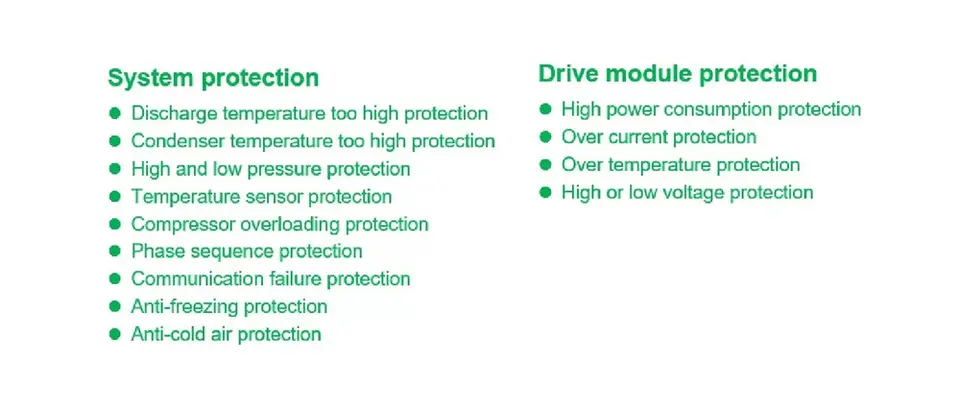 System protection
● Discharge temperature too high protection
● Condenser temperature too high protection
● High and low pressure protection
● Temperature sensor protection
● Compressor overloading protection
● Phase sequence protection
● Communication failure protection
● Anti-freezing protection
● Anti-cold air protection
Drive module protection
● High power consumption protection
● Over current protection
● Over temperature protection
● High or low voltage protection